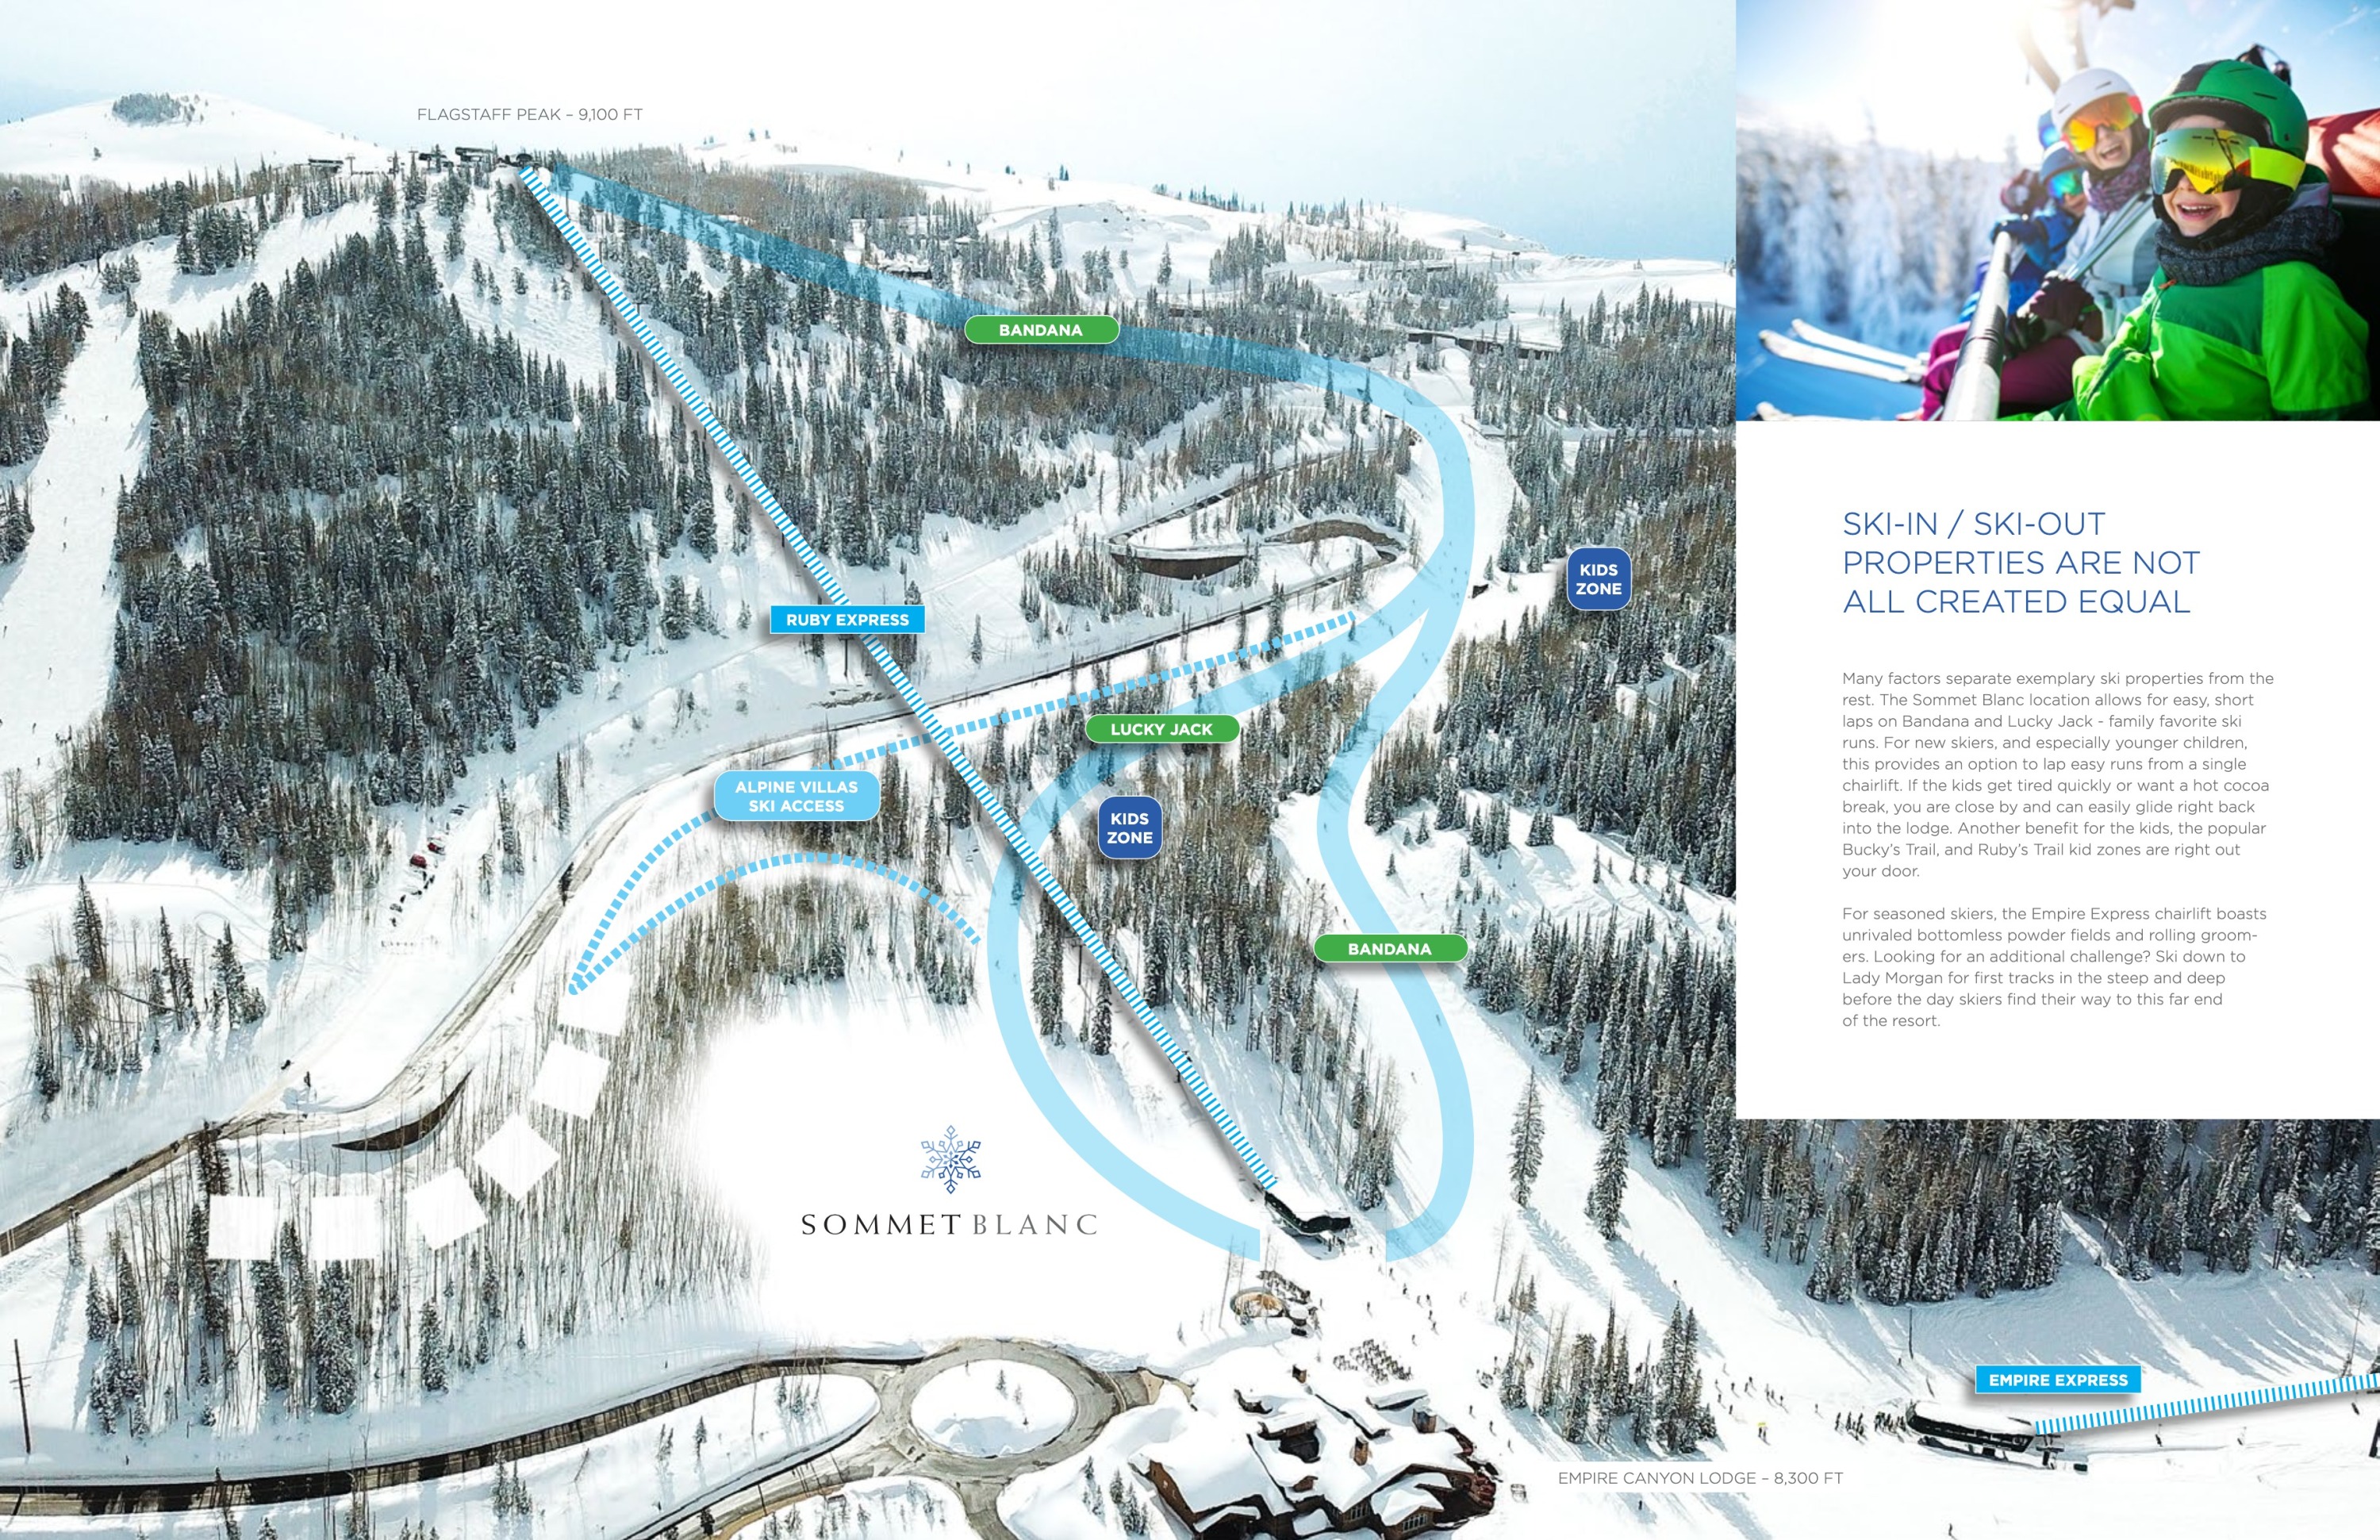 FLAGSTAFF PEAK – 9,100 FT
BANDANA
KIDS
ZONE
RUBY EXPRESS
LUCKY JACK
ALPINE VILLAS
SKI ACCESS
KIDS
ZONE
BANDANA
SOMMET BLANC
EMPIRE EXPRESS
EMPIRE CANYON LODGE – 8,300 FT
SKI-IN / SKI-OUT
PROPERTIES ARE NOT
ALL CREATED EQUAL
Many factors separate exemplary ski properties from the
rest. The Sommet Blanc location allows for easy, short
laps on Bandana and Lucky Jack - family favorite ski
runs. For new skiers, and especially younger children,
this provides an option to lap easy runs from a single
chairlift. If the kids get tired quickly or want a hot cocoa
break, you are close by and can easily glide right back
into the lodge. Another benefit for the kids, the popular
Bucky's Trail, and Ruby's Trail kid zones are right out
your door.
For seasoned skiers, the Empire Express chairlift boasts
unrivaled bottomless powder fields and rolling groom-
ers. Looking for an additional challenge? Ski down to
Lady Morgan for first tracks in the steep and deep
before the day skiers find their way to this far end
of the resort.